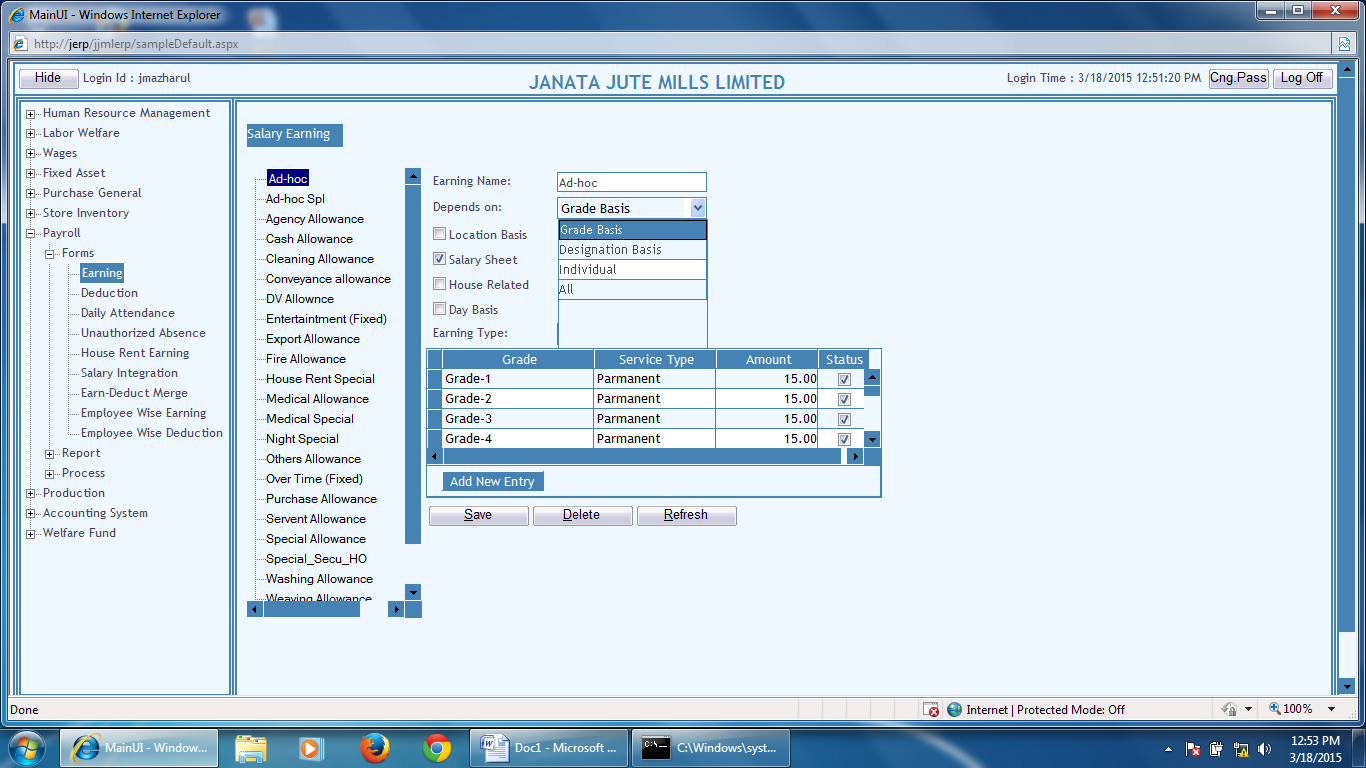 MainUI - Windows Internet Explorer
http://jerp/jjmlerp/sampleDefault.aspx
Hide Login Id : jmazharul JANATA JUTE MILLS LIMITED Login Time : 3/18/2015 12:51:20 PM Cng.Pass Log Off
Human Resource Management
Labor Welfare
Wages
Fixed Asset
Purchase General
Store Inventory
Payroll
Forms
Earning
Deduction
Daily Attendance
Unauthorized Absence
House Rent Earning
Salary Integration
Earn-Deduct Merge
Employee Wise Earning
Employee Wise Deduction
Report
Process
Production
Accounting System
Welfare Fund
Salary Earning
Ad-hoc
Ad-hoc Spl
Agency Allowance
Cash Allowance
Cleaning Allowance
Conveyance allowance
DV Allownce
Entertaintment (Fixed)
Export Allowance
Fire Allowance
House Rent Special
Medical Allowance
Medical Special
Night Special
Others Allowance
Over Time (Fixed)
Purchase Allowance
Servent Allowance
Special Allowance
Special_Secu_HO
Washing Allowance
Weaving Allowance
Earning Name: Ad-hoc
Depends on: Grade Basis
Grade Basis
Designation Basis
Individual
All
Location Basis
Salary Sheet
House Related
Day Basis
Earning Type:
Grade Service Type Amount Status
Grade-1 Parmanent 15.00
Grade-2 Parmanent 15.00
Grade-3 Parmanent 15.00
Grade-4 Parmanent 15.00
Add New Entry
Save Delete Refresh
Done Internet | Protected Mode: Off 100%
MainUI - Window... Doc1 - Microsoft ... C:\Windows\syst... 12:53 PM
3/18/2015